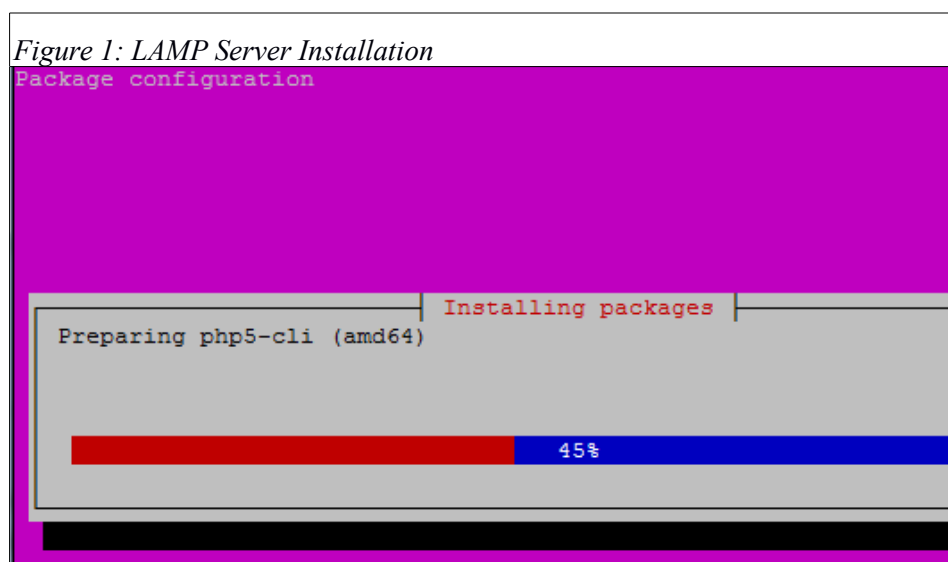 Figure 1: LAMP Server Installation
Package configuration
Installing packages
Preparing php5-cli (amd64)
45%